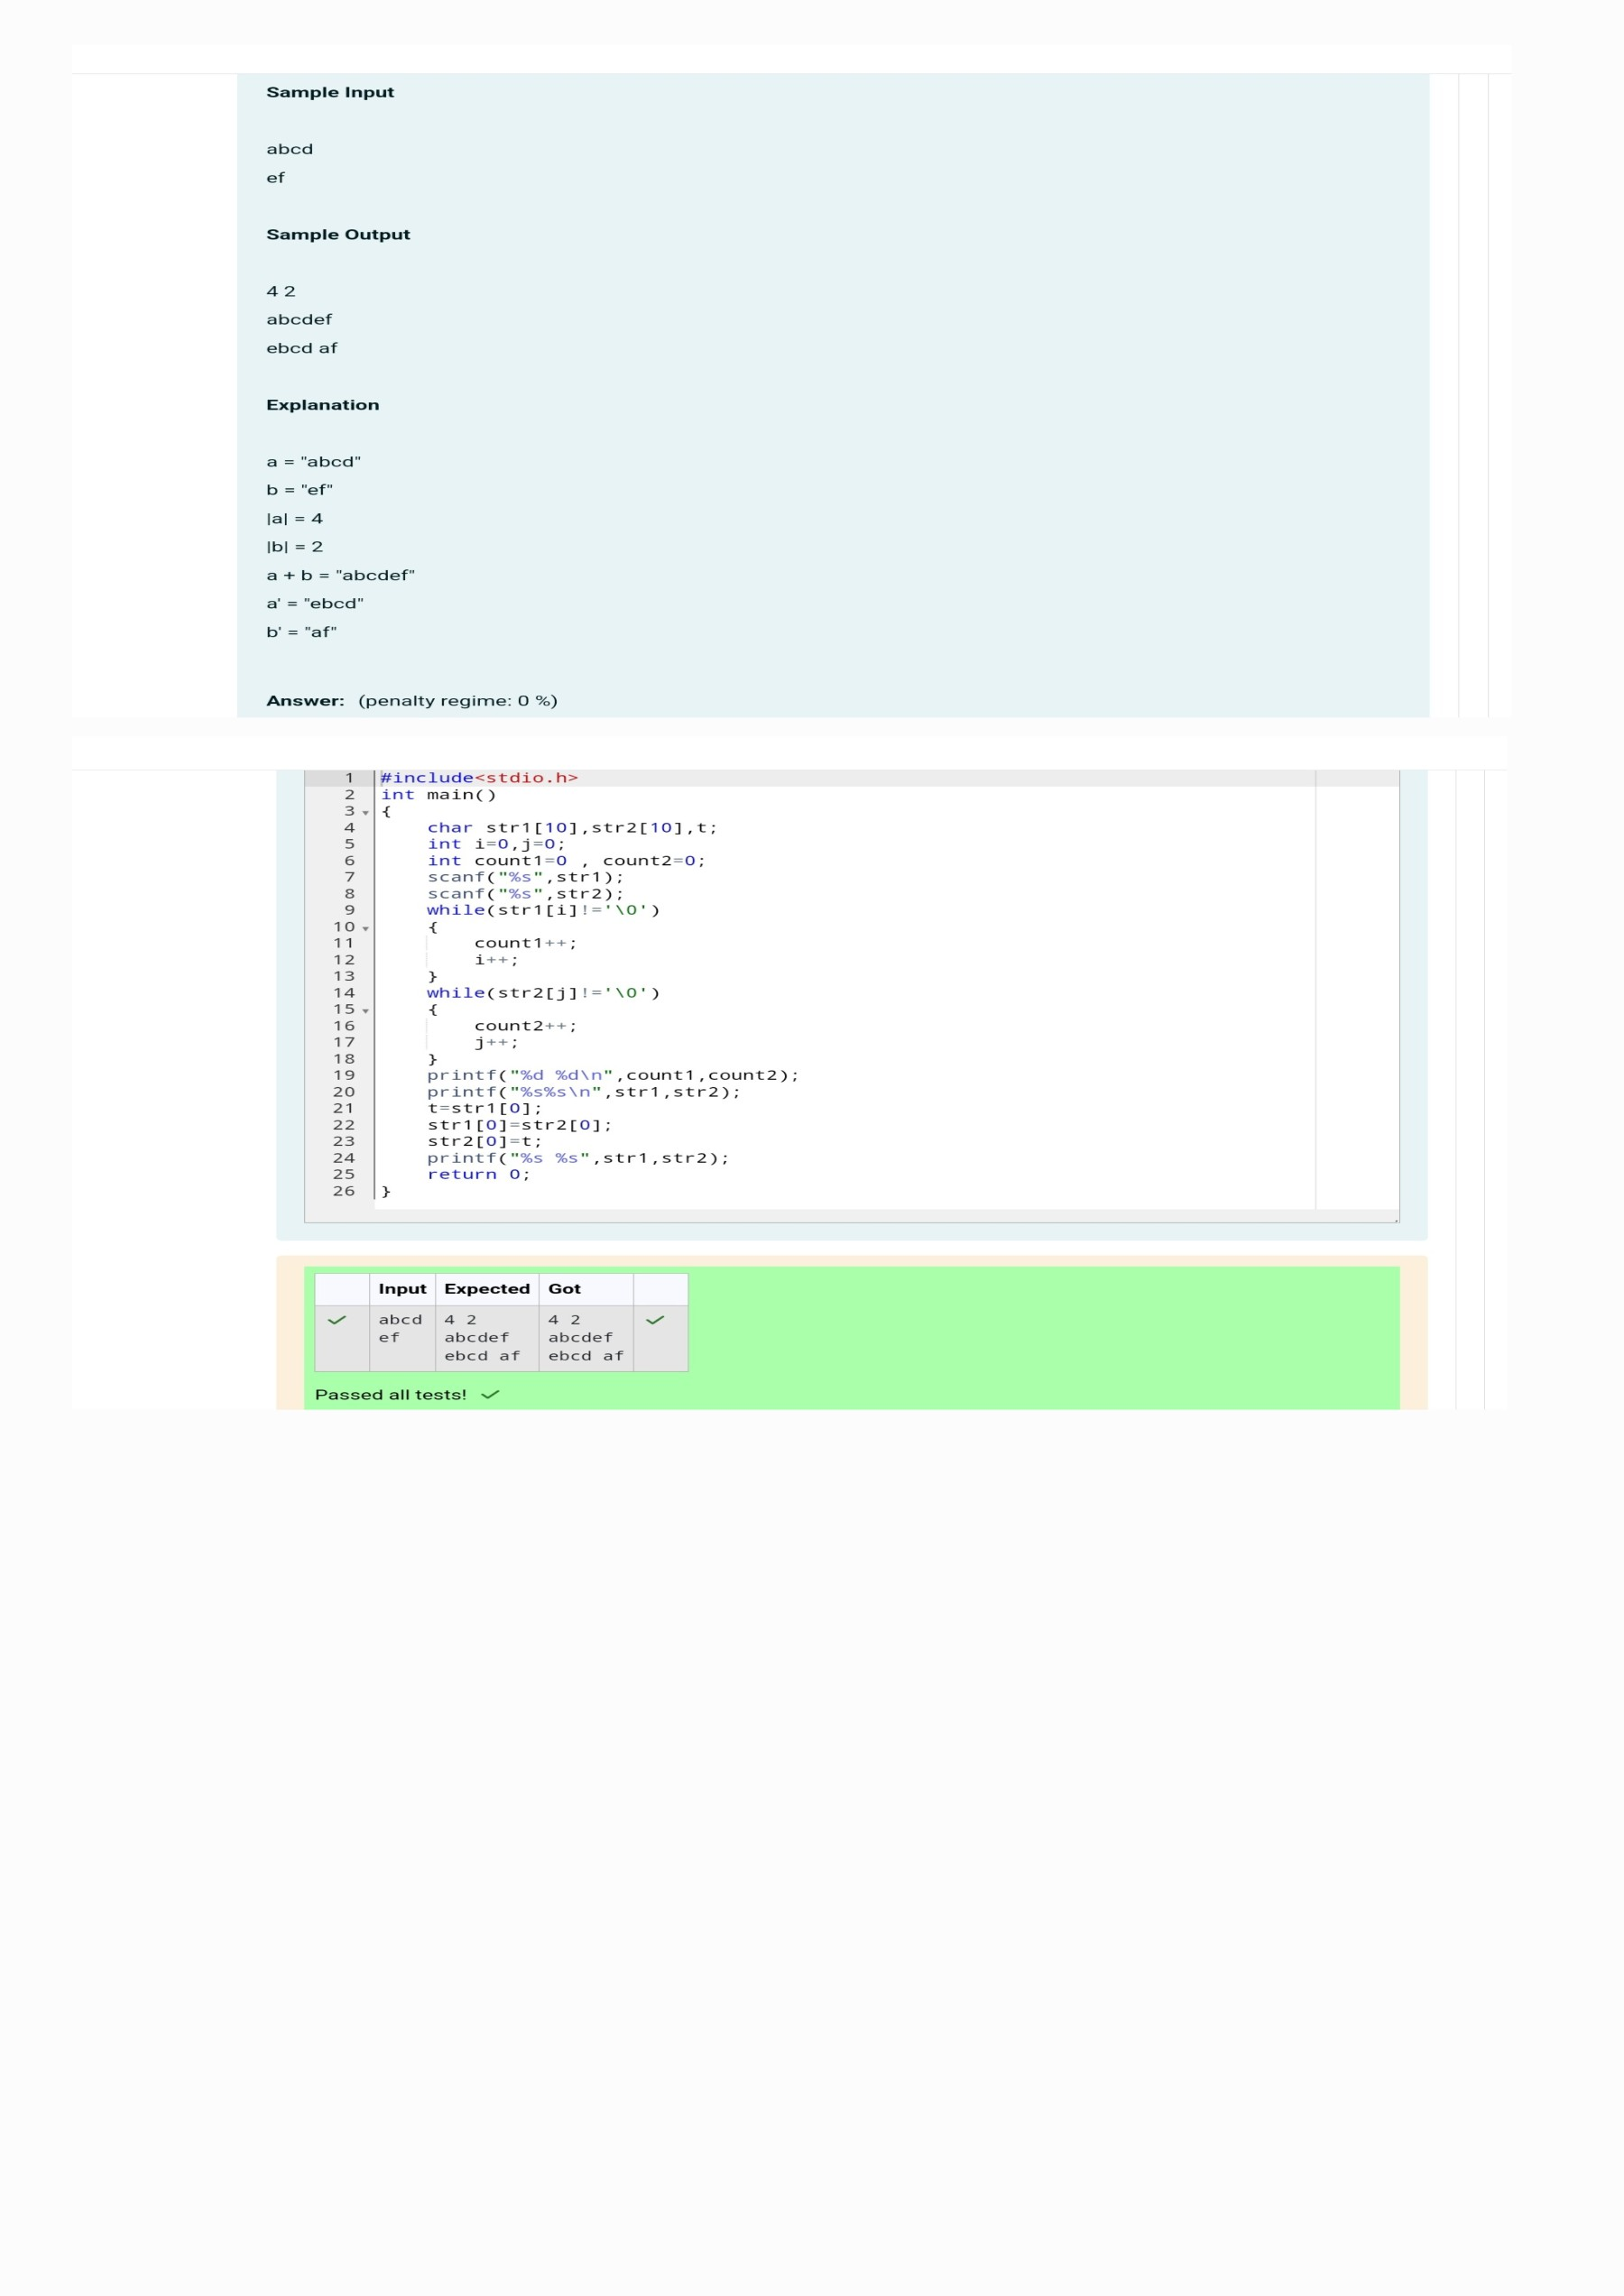 Sample Input
abcd
ef
Sample Output
4 2
abcdef
ebcd af
Explanation
a = "abcd"
b = "ef"
|a| = 4
|b| = 2
a + b = "abcdef"
a' = "ebcd"
b' = "af"
Answer: (penalty regime: 0 %)
1 #include<stdio.h>
2 int main()
3 {
4 char str1[10],str2[10],t;
5 int i=0,j=0;
6 int count1=0 , count2=0;
7 scanf("%s",str1);
8 scanf("%s",str2);
9 while(str1[i]!='\0')
10 {
11 count1++;
12 i++;
13 }
14 while(str2[j]!='\0')
15 {
16 count2++;
17 j++;
18 }
19 printf("%d %d\n",count1,count2);
20 printf("%s%s\n",str1,str2);
21 t=str1[0];
22 str1[0]=str2[0];
23 str2[0]=t;
24 printf("%s %s",str1,str2);
25 return 0;
26 }
Input Expected Got
abcd 4 2 4 2
ef abcdef abcdef
ebcd af ebcd af
Passed all tests!